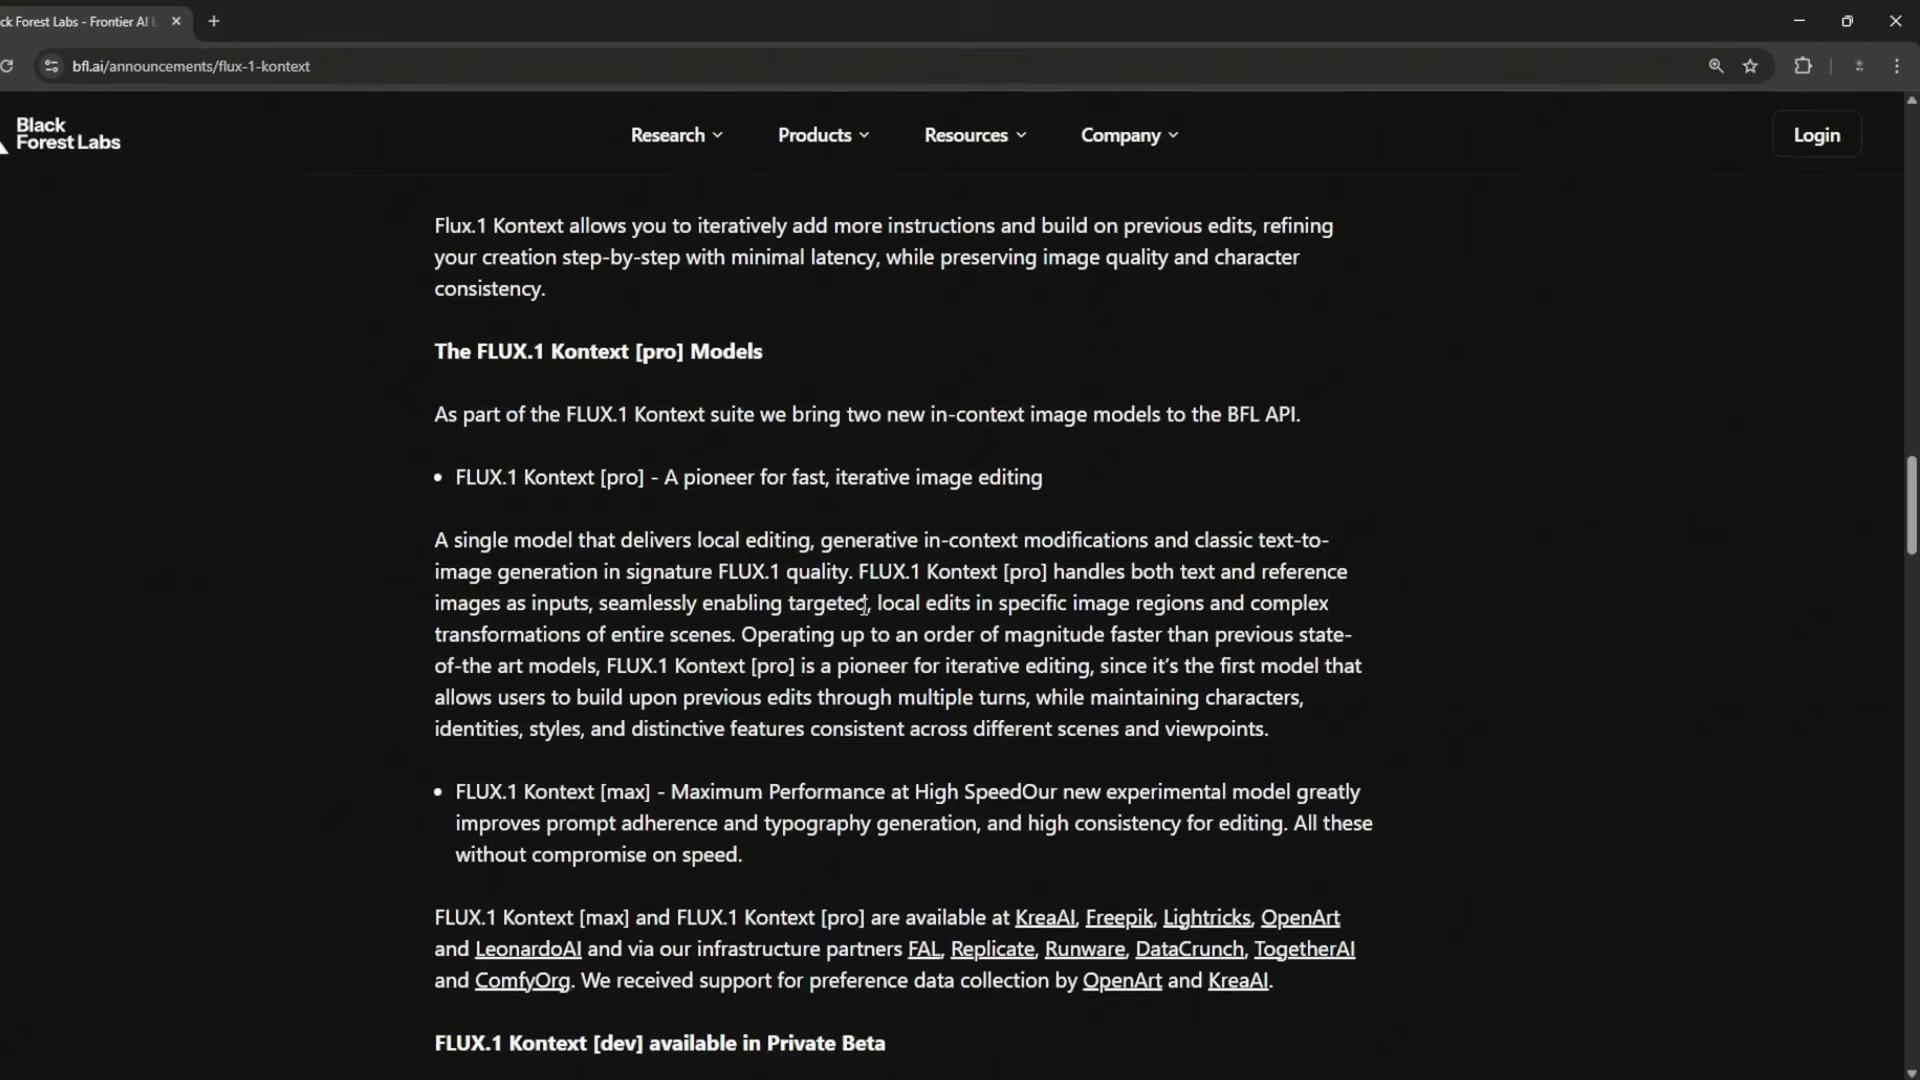 ck Forest Labs - Frontier AI L
bfl.ai/announcements/flux-1-kontext
Black
Forest Labs
Research
Products
Resources
Company
Login
Flux.1 Kontext allows you to iteratively add more instructions and build on previous edits, refining
your creation step-by-step with minimal latency, while preserving image quality and character
consistency.
The FLUX.1 Kontext [pro] Models
As part of the FLUX.1 Kontext suite we bring two new in-context image models to the BFL API.
• FLUX.1 Kontext [pro] - A pioneer for fast, iterative image editing
A single model that delivers local editing, generative in-context modifications and classic text-to-
image generation in signature FLUX.1 quality. FLUX.1 Kontext [pro] handles both text and reference
images as inputs, seamlessly enabling targeted, local edits in specific image regions and complex
transformations of entire scenes. Operating up to an order of magnitude faster than previous state-
of-the art models, FLUX.1 Kontext [pro] is a pioneer for iterative editing, since it’s the first model that
allows users to build upon previous edits through multiple turns, while maintaining characters,
identities, styles, and distinctive features consistent across different scenes and viewpoints.
• FLUX.1 Kontext [max] - Maximum Performance at High SpeedOur new experimental model greatly
improves prompt adherence and typography generation, and high consistency for editing. All these
without compromise on speed.
FLUX.1 Kontext [max] and FLUX.1 Kontext [pro] are available at KreaAI, Freepik, Lightricks, OpenArt
and LeonardoAI and via our infrastructure partners FAL, Replicate, Runware, DataCrunch, TogetherAI
and ComfyOrg. We received support for preference data collection by OpenArt and KreaAI.
FLUX.1 Kontext [dev] available in Private Beta